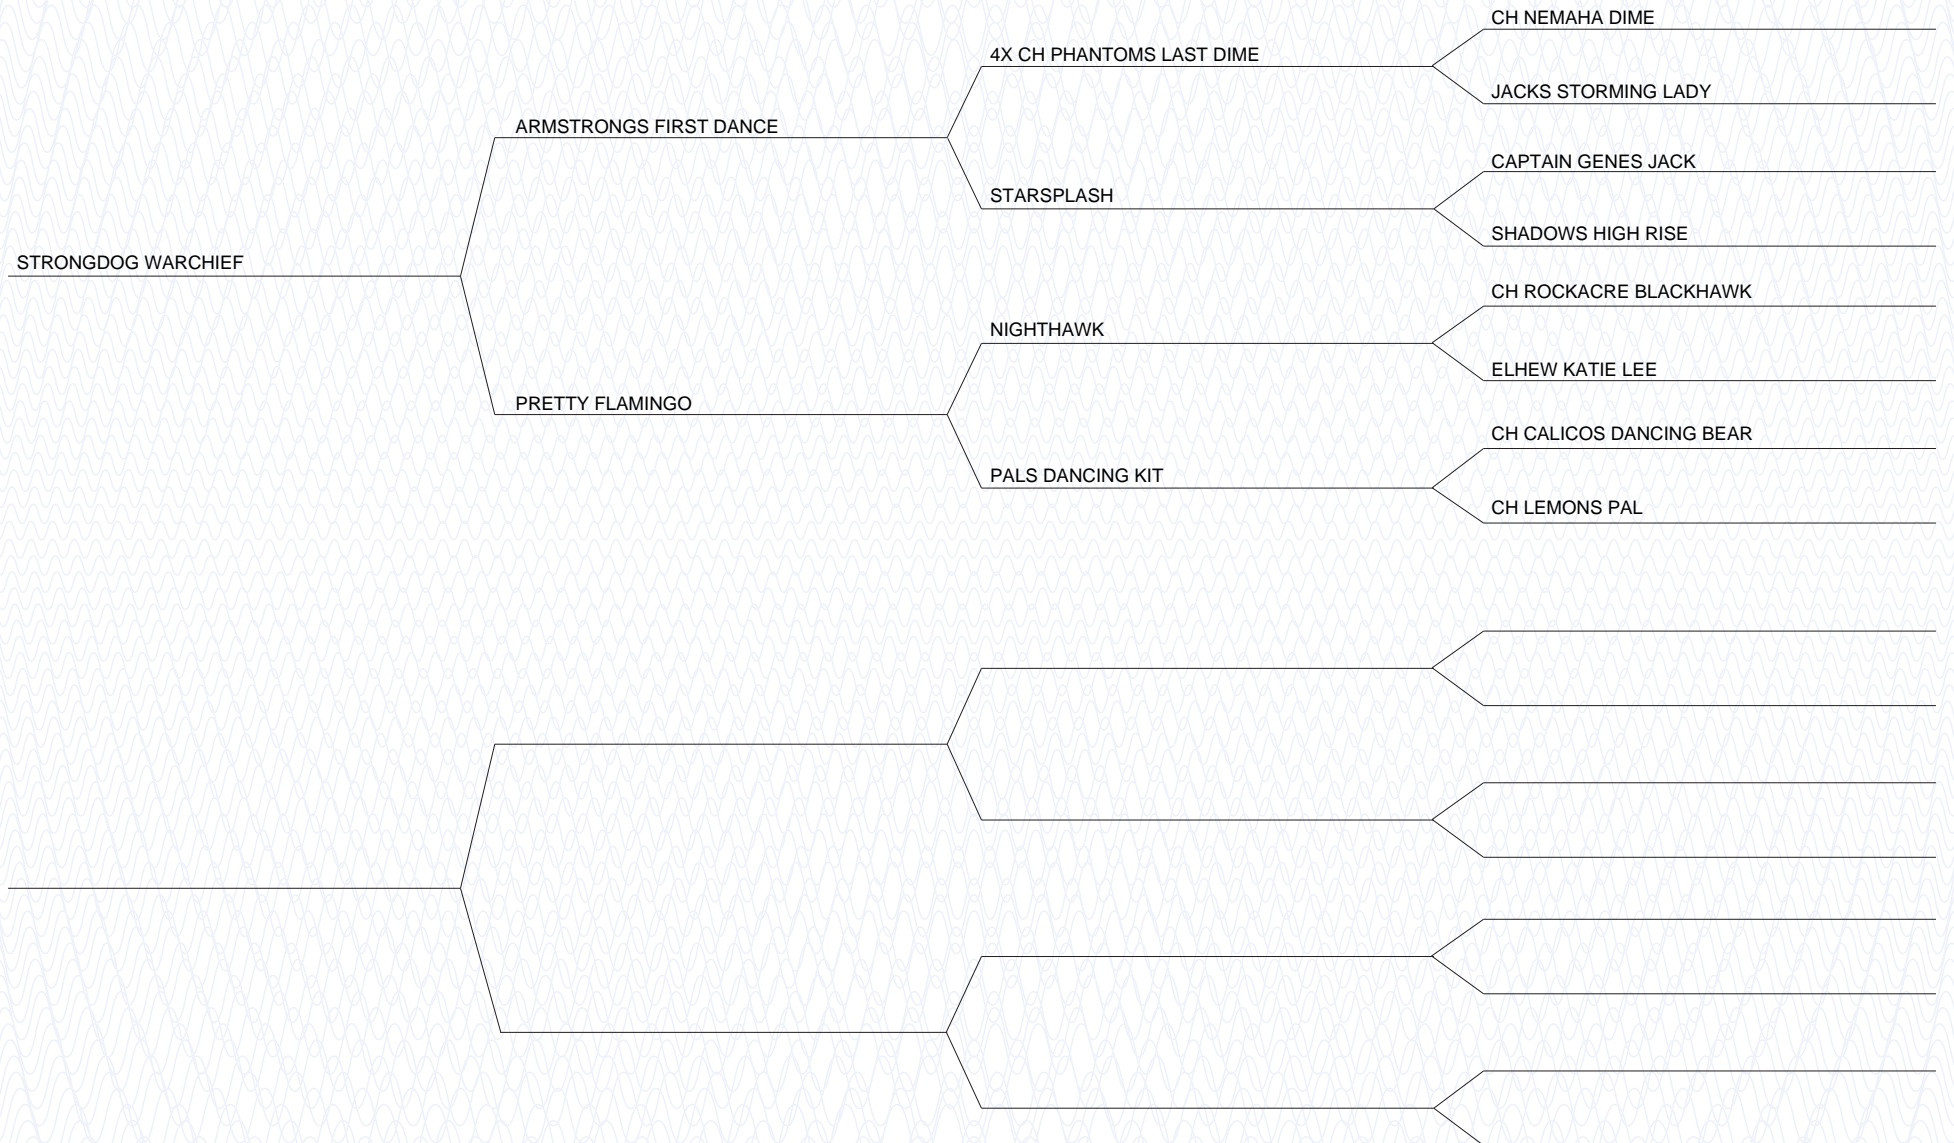 CH NEMAHA DIME
4X CH PHANTOMS LAST DIME
JACKS STORMING LADY
ARMSTRONGS FIRST DANCE
CAPTAIN GENES JACK
STARSPLASH
SHADOWS HIGH RISE
STRONGDOG WARCHIEF
CH ROCKACRE BLACKHAWK
NIGHTHAWK
ELHEW KATIE LEE
PRETTY FLAMINGO
CH CALICOS DANCING BEAR
PALS DANCING KIT
CH LEMONS PAL